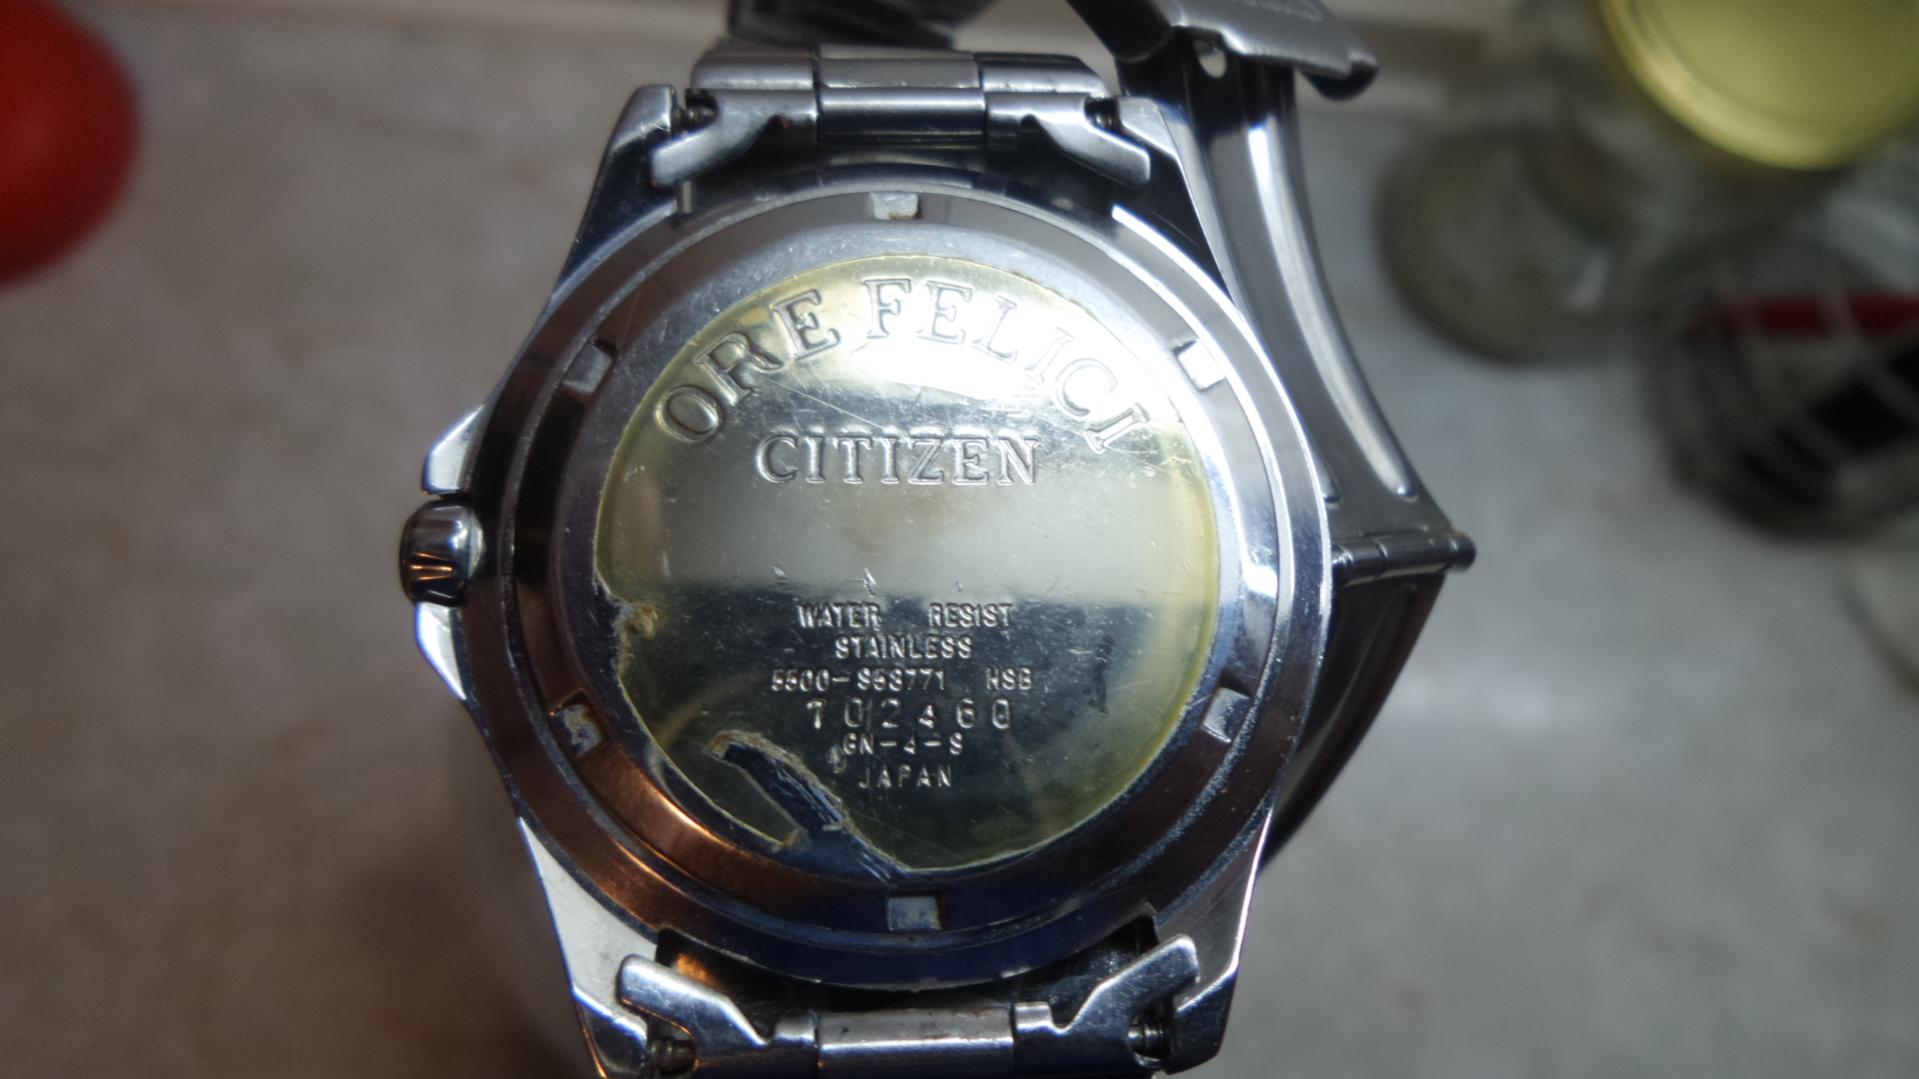 ORE FELICI
CITIZEN
WATER RESIST
STAINLESS
5500-S58771 HSB
702460
GN-4-S
JAPAN